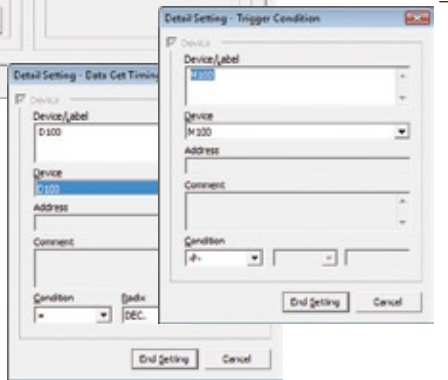 Detail Setting - Trigger Condition
Device
Device/Label
M100
Device
M100
Address
Comment
Condition
End Setting
Cancel
Detail Setting - Data Get Timing
Device
Device/Label
D100
Device
D100
Address
Comment
Condition
Radix
=
DEC.
End Setting
Cancel